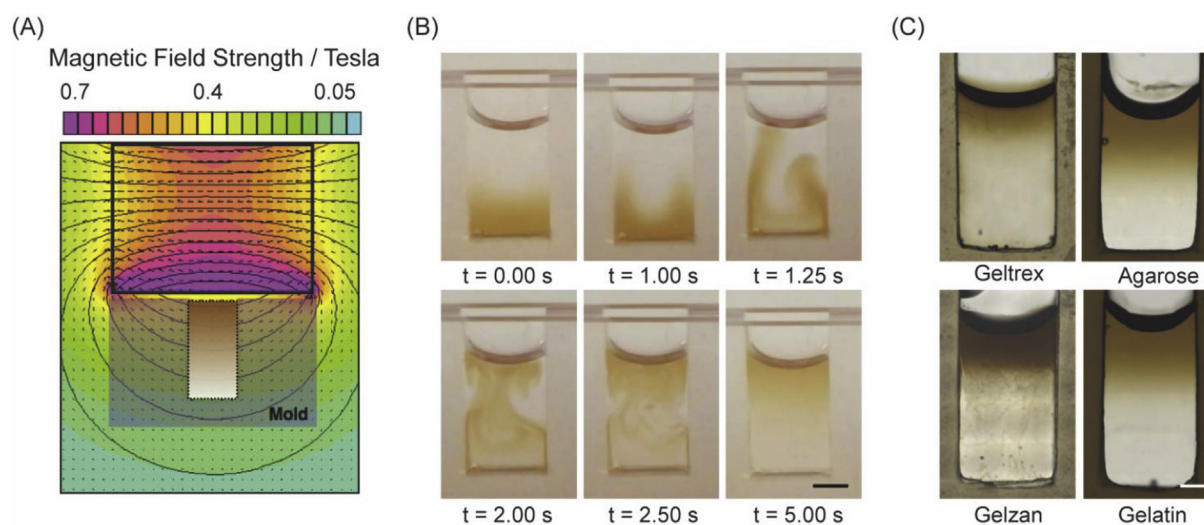 (A)
Magnetic Field Strength / Tesla
0.7 0.4 0.05
Mold
(B)
t = 0.00 s t = 1.00 s t = 1.25 s
t = 2.00 s t = 2.50 s t = 5.00 s
(C)
Geltrex Agarose
Gelzan Gelatin